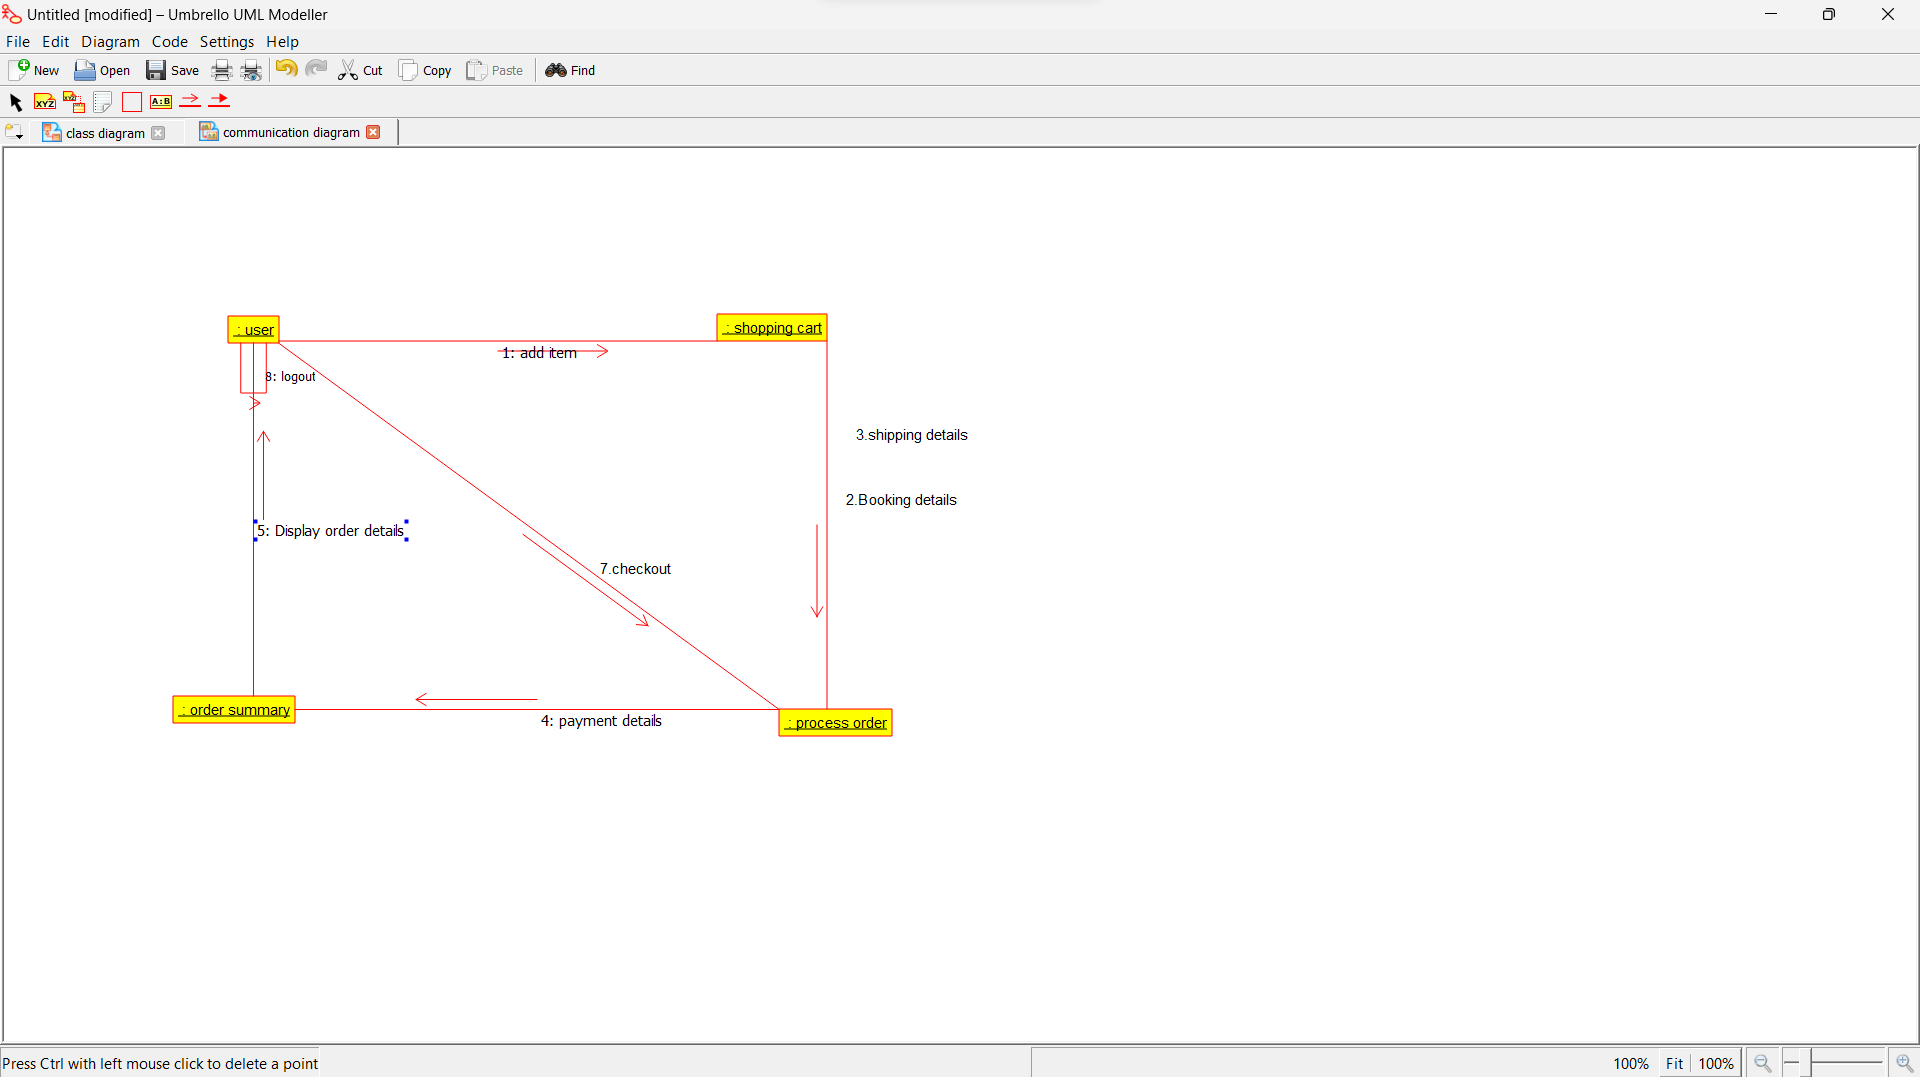 Untitled [modified] – Umbrello UML Modeller
File Edit Diagram Code Settings Help
New Open Save Cut Copy Paste Find
XYZ XYZ A:B
class diagram communication diagram
: user
: shopping cart
1: add item
8: logout
3.shipping details
2.Booking details
5: Display order details
7.checkout
: order summary
4: payment details
: process order
Press Ctrl with left mouse click to delete a point
100% Fit 100%